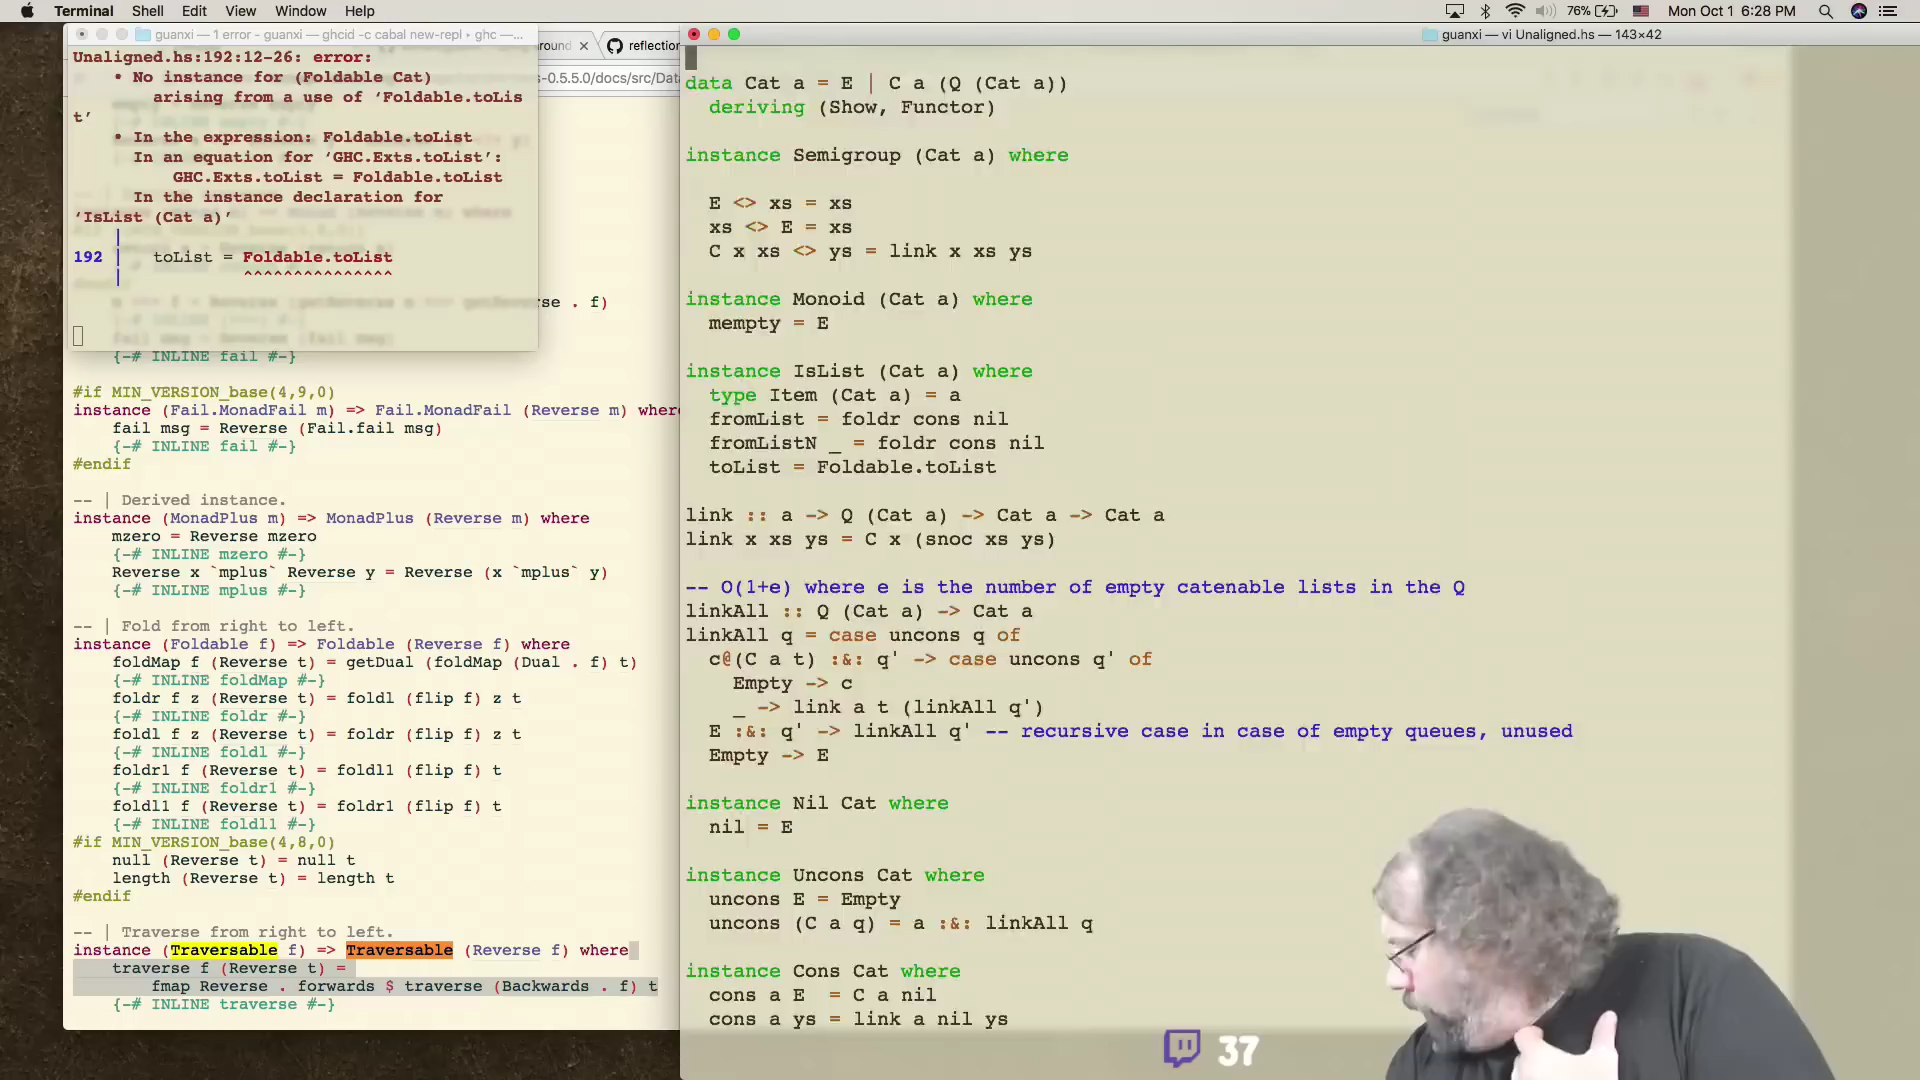 Terminal Shell Edit View Window Help
76% Mon Oct 1 6:28 PM
guanxi — 1 error - guanxi — ghcid -c cabal new-repl ▸ ghc —...
Unaligned.hs:192:12-26: error:
• No instance for (Foldable Cat)
arising from a use of ‘Foldable.toLis
t’
• In the expression: Foldable.toList
In an equation for ‘GHC.Exts.toList’:
GHC.Exts.toList = Foldable.toList
In the instance declaration for
‘IsList (Cat a)’
|
192 | toList = Foldable.toList
| ^^^^^^^^^^^^^^^
ound × reflection
s-0.5.5.0/docs/src/Dat
se . f)
{-# INLINE fail #-}
#if MIN_VERSION_base(4,9,0)
instance (Fail.MonadFail m) => Fail.MonadFail (Reverse m) where
fail msg = Reverse (Fail.fail msg)
{-# INLINE fail #-}
#endif
-- | Derived instance.
instance (MonadPlus m) => MonadPlus (Reverse m) where
mzero = Reverse mzero
{-# INLINE mzero #-}
Reverse x `mplus` Reverse y = Reverse (x `mplus` y)
{-# INLINE mplus #-}
-- | Fold from right to left.
instance (Foldable f) => Foldable (Reverse f) where
foldMap f (Reverse t) = getDual (foldMap (Dual . f) t)
{-# INLINE foldMap #-}
foldr f z (Reverse t) = foldl (flip f) z t
{-# INLINE foldr #-}
foldl f z (Reverse t) = foldr (flip f) z t
{-# INLINE foldl #-}
foldr1 f (Reverse t) = foldl1 (flip f) t
{-# INLINE foldr1 #-}
foldl1 f (Reverse t) = foldr1 (flip f) t
{-# INLINE foldl1 #-}
#if MIN_VERSION_base(4,8,0)
null (Reverse t) = null t
length (Reverse t) = length t
#endif
-- | Traverse from right to left.
instance (Traversable f) => Traversable (Reverse f) where
traverse f (Reverse t) =
fmap Reverse . forwards $ traverse (Backwards . f) t
{-# INLINE traverse #-}
guanxi — vi Unaligned.hs — 143×42
data Cat a = E | C a (Q (Cat a))
deriving (Show, Functor)
instance Semigroup (Cat a) where
E <> xs = xs
xs <> E = xs
C x xs <> ys = link x xs ys
instance Monoid (Cat a) where
mempty = E
instance IsList (Cat a) where
type Item (Cat a) = a
fromList = foldr cons nil
fromListN _ = foldr cons nil
toList = Foldable.toList
link :: a -> Q (Cat a) -> Cat a -> Cat a
link x xs ys = C x (snoc xs ys)
-- O(1+e) where e is the number of empty catenable lists in the Q
linkAll :: Q (Cat a) -> Cat a
linkAll q = case uncons q of
c@(C a t) :&: q' -> case uncons q' of
Empty -> c
_ -> link a t (linkAll q')
E :&: q' -> linkAll q' -- recursive case in case of empty queues, unused
Empty -> E
instance Nil Cat where
nil = E
instance Uncons Cat where
uncons E = Empty
uncons (C a q) = a :&: linkAll q
instance Cons Cat where
cons a E = C a nil
cons a ys = link a nil ys
37